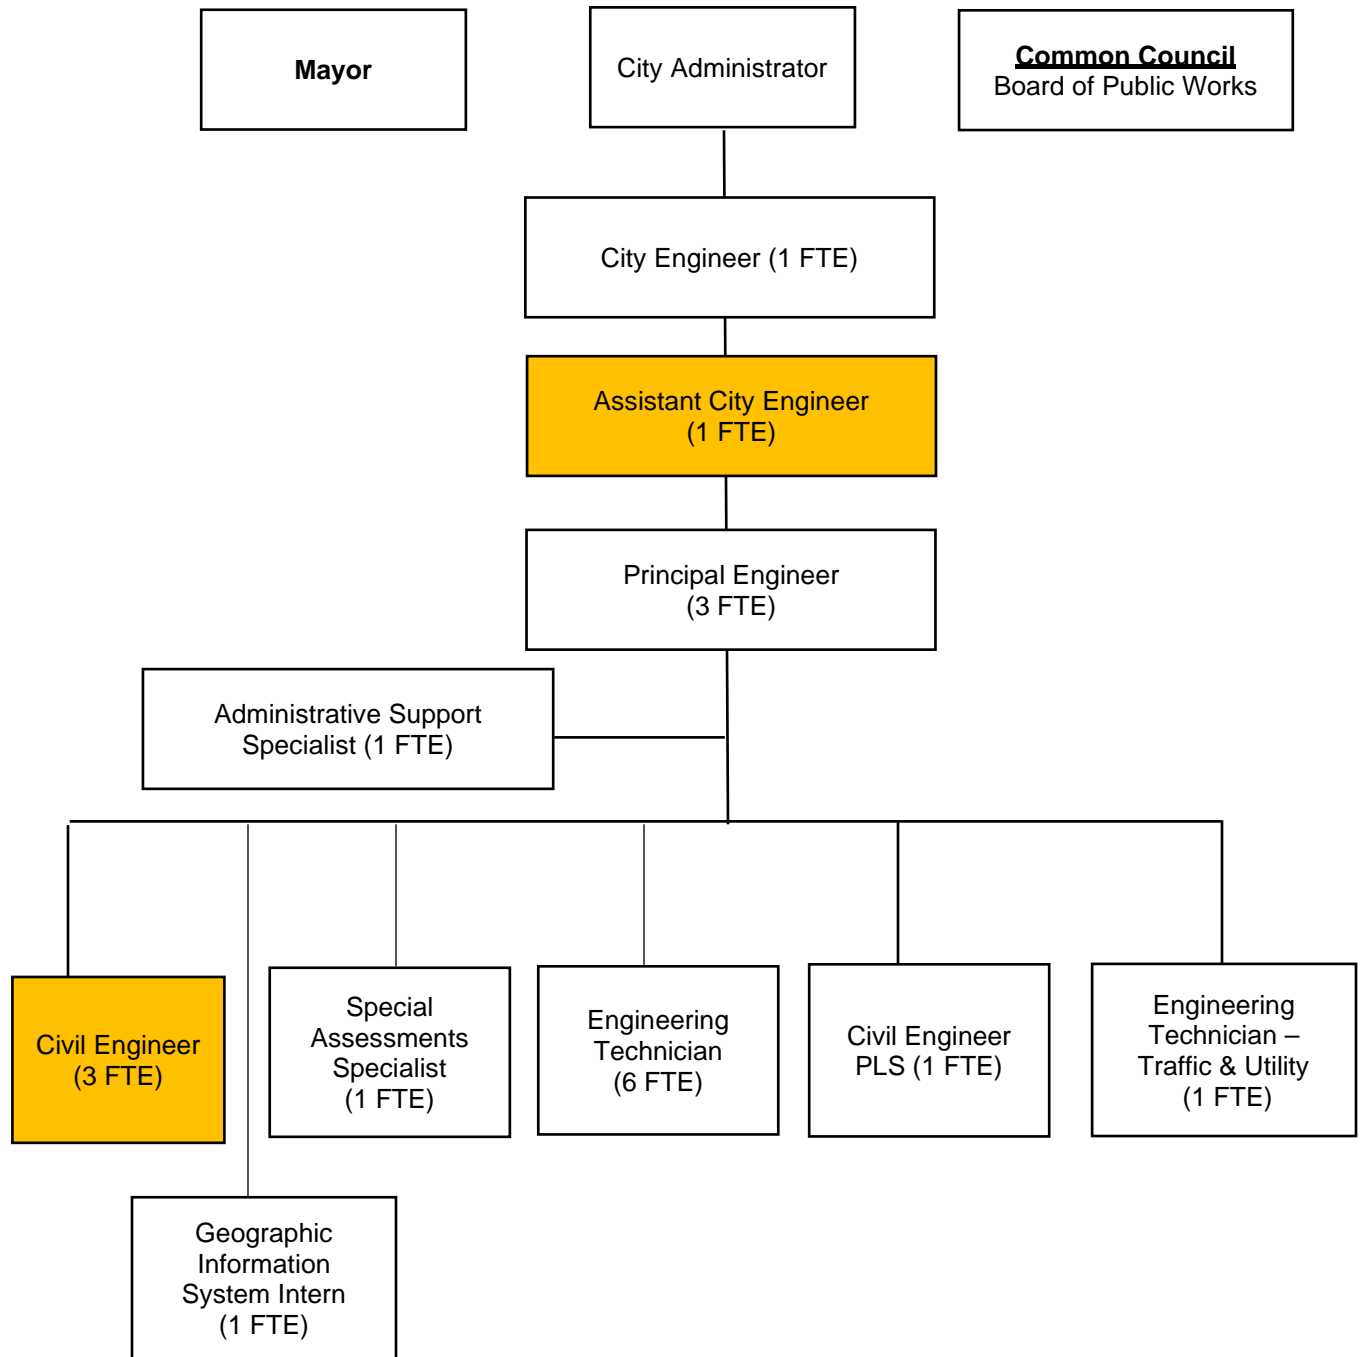 Mayor
City Administrator
Common Council
Board of Public Works
City Engineer (1 FTE)
Assistant City Engineer
(1 FTE)
Principal Engineer
(3 FTE)
Administrative Support
Specialist (1 FTE)
Civil Engineer
(3 FTE)
Special
Assessments
Specialist
(1 FTE)
Engineering
Technician
(6 FTE)
Civil Engineer
PLS (1 FTE)
Engineering
Technician –
Traffic & Utility
(1 FTE)
Geographic
Information
System Intern
(1 FTE)